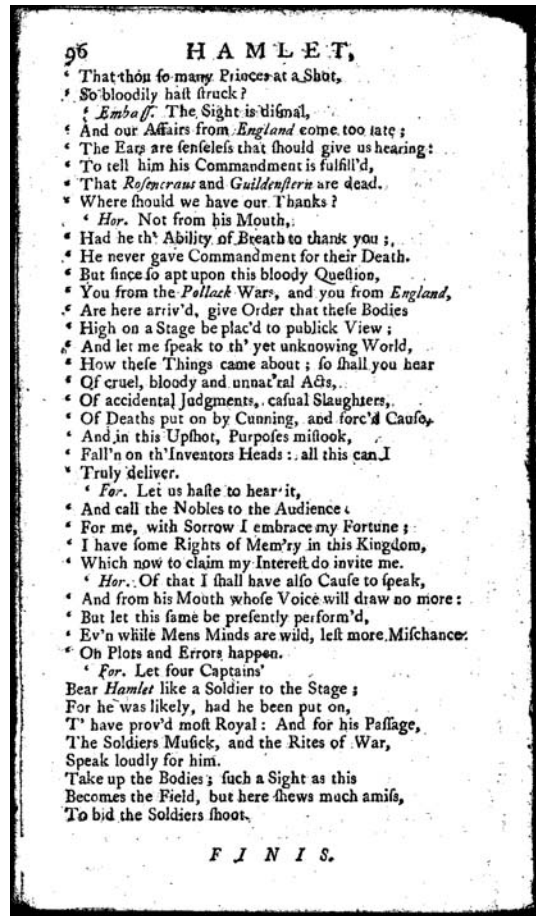 96 HAMLET,
‘ That thou so many Princes at a Shot,
‘ So bloodily haſt ſtruck?
‘ Embaſſ. The Sight is diſmal,
‘ And our Affairs from England come too late;
‘ The Ears are ſenſeleſs that ſhould give us hearing:
‘ To tell him his Commandment is fulfill'd,
‘ That Roſencraus and Guildenſtern are dead.
‘ Where ſhould we have our Thanks?
‘ Hor. Not from his Mouth,
‘ Had he th' Ability of Breath to thank you;
‘ He never gave Commandment for their Death.
‘ But ſince ſo apt upon this bloody Queſtion,
‘ You from the Pollack Wars, and you from England,
‘ Are here arriv'd, give Order that theſe Bodies
‘ High on a Stage be plac'd to publick View;
‘ And let me ſpeak to th' yet unknowing World,
‘ How theſe Things came about; ſo ſhall you hear
‘ Of cruel, bloody and unnat'ral Acts,
‘ Of accidental Judgments, caſual Slaughters,
‘ Of Deaths put on by Cunning, and forc'd Cauſe,
‘ And in this Upſhot, Purpoſes miſtook,
‘ Fall'n on th'Inventors Heads: all this can I
‘ Truly deliver.
‘ For. Let us haſte to hear it,
‘ And call the Nobles to the Audience.
‘ For me, with Sorrow I embrace my Fortune;
‘ I have ſome Rights of Mem'ry in this Kingdom,
‘ Which now to claim my Intereſt do invite me.
‘ Hor. Of that I ſhall have alſo Cauſe to ſpeak,
‘ And from his Mouth whoſe Voice will draw no more:
‘ But let this ſame be preſently perform'd,
‘ Ev'n while Mens Minds are wild, leſt more Miſchance
‘ On Plots and Errors happen.
‘ For. Let four Captains
Bear Hamlet like a Soldier to the Stage;
For he was likely, had he been put on,
T' have prov'd moſt Royal: And for his Paſſage,
The Soldiers Muſick, and the Rites of War,
Speak loudly for him.
Take up the Bodies; ſuch a Sight as this
Becomes the Field, but here ſhews much amiſs,
To bid the Soldiers ſhoot.
FINIS.